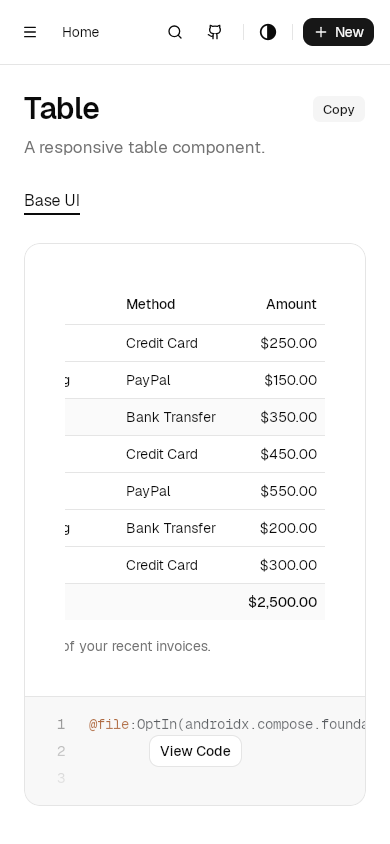 Home
New
Table
Copy
A responsive table component.
Base UI
Method Amount
Credit Card $250.00
g PayPal $150.00
Bank Transfer $350.00
Credit Card $450.00
PayPal $550.00
g Bank Transfer $200.00
Credit Card $300.00
$2,500.00
of your recent invoices.
1 @file:OptIn(androidx.compose.founda
2
View Code
3